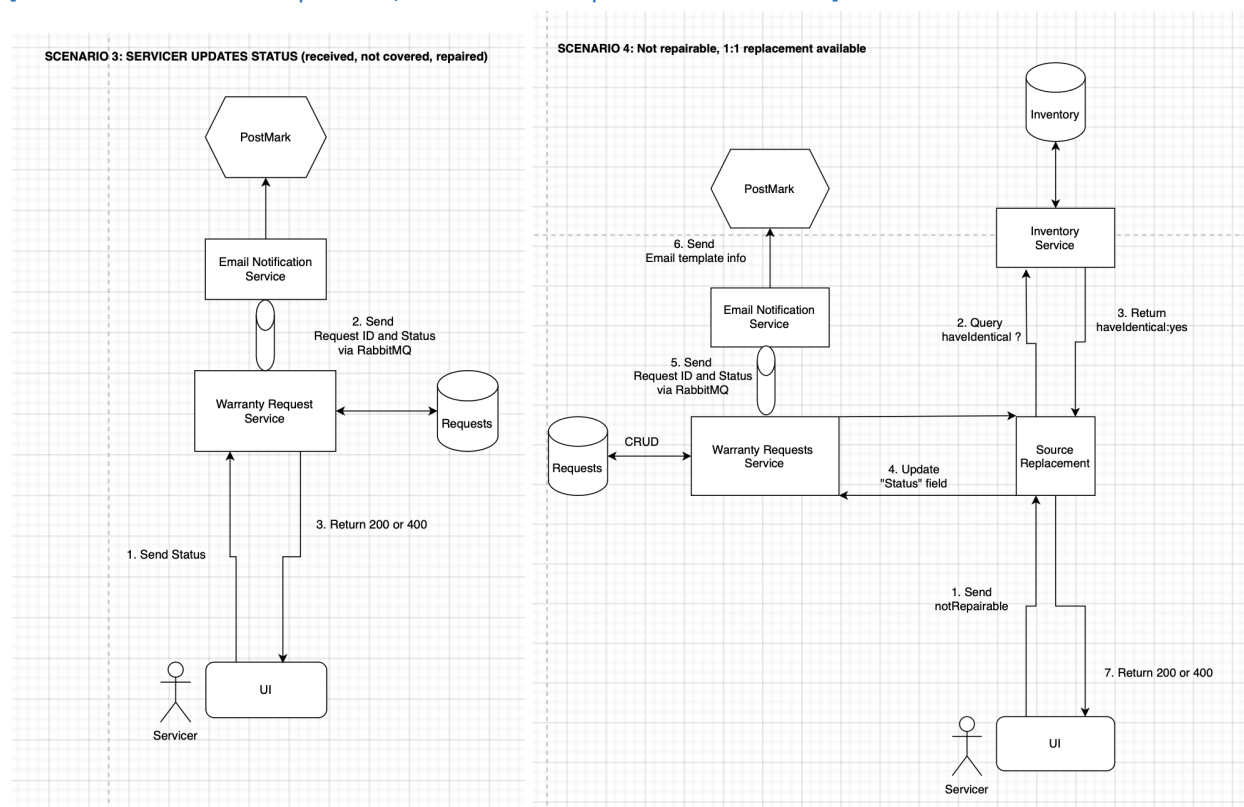 SCENARIO 3: SERVICER UPDATES STATUS (received, not covered, repaired)
PostMark
Email Notification
Service
2. Send
Request ID and Status
via RabbitMQ
Warranty Request
Service
Requests
3. Return 200 or 400
1. Send Status
UI
Servicer
SCENARIO 4: Not repairable, 1:1 replacement available
Inventory
PostMark
Inventory
Service
6. Send
Email template info
Email Notification
Service
2. Query
haveIdentical ?
3. Return
haveIdentical:yes
5. Send
Request ID and Status
via RabbitMQ
Requests
CRUD
Warranty Requests
Service
4. Update
"Status" field
Source
Replacement
1. Send
notRepairable
7. Return 200 or 400
UI
Servicer